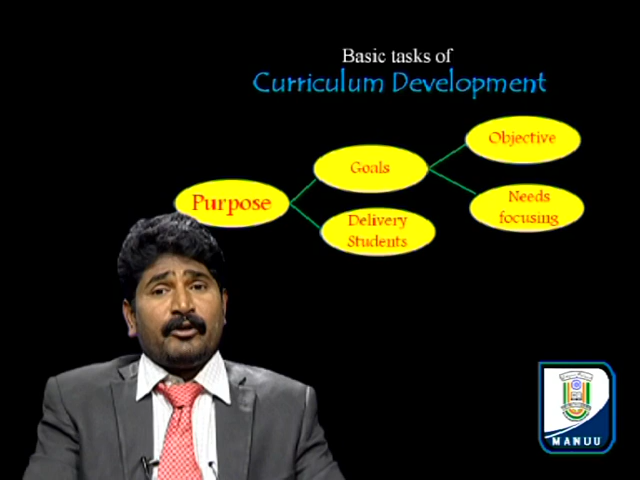 Basic tasks of
Curriculum Development
Objective
Goals
Purpose
Needs
focusing
Delivery
Students
MANUU